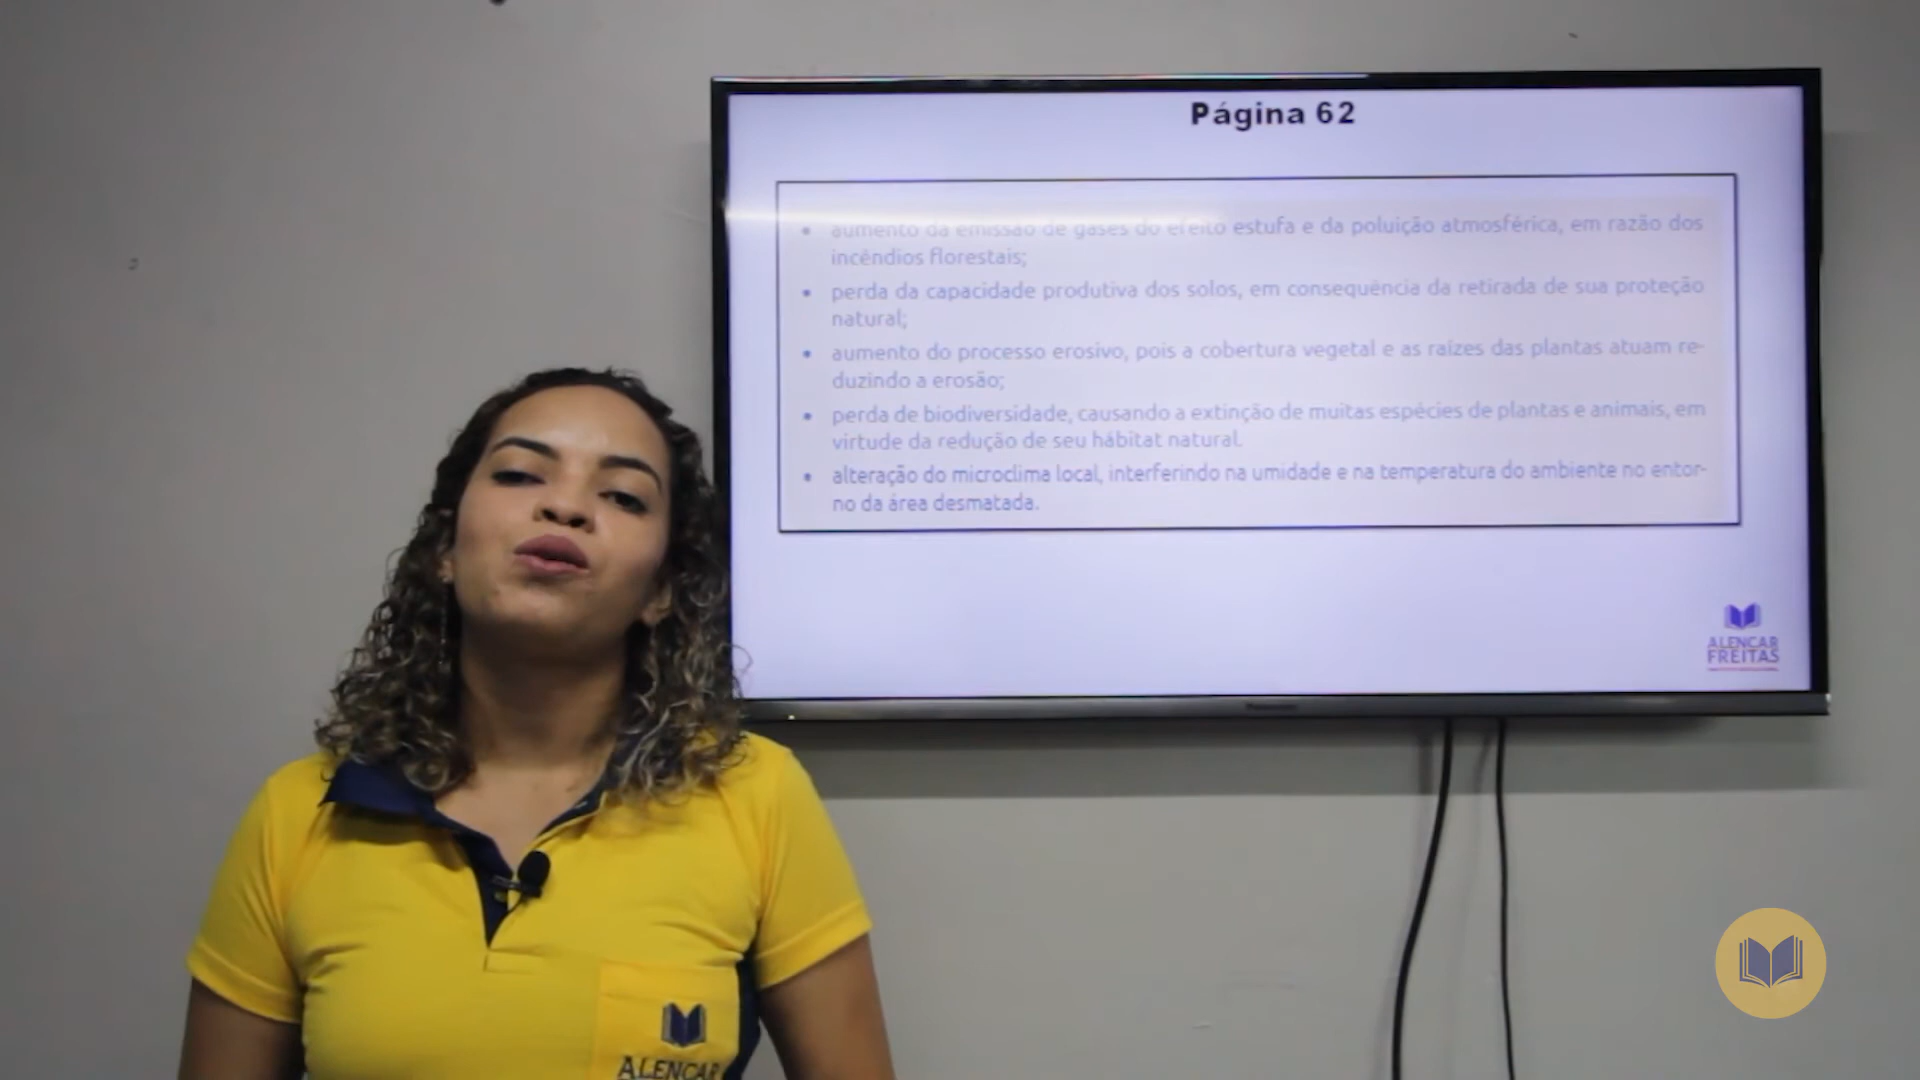 Página 62
• aumento da emissão de gases do efeito estufa e da poluição atmosférica, em razão dos
incêndios florestais;
• perda da capacidade produtiva dos solos, em consequência da retirada de sua proteção
natural;
• aumento do processo erosivo, pois a cobertura vegetal e as raízes das plantas atuam re-
duzindo a erosão;
• perda de biodiversidade, causando a extinção de muitas espécies de plantas e animais, em
virtude da redução de seu hábitat natural.
• alteração do microclima local, interferindo na umidade e na temperatura do ambiente no entor-
no da área desmatada.
ALENCAR
FREITAS
Panasonic
ALENCAR